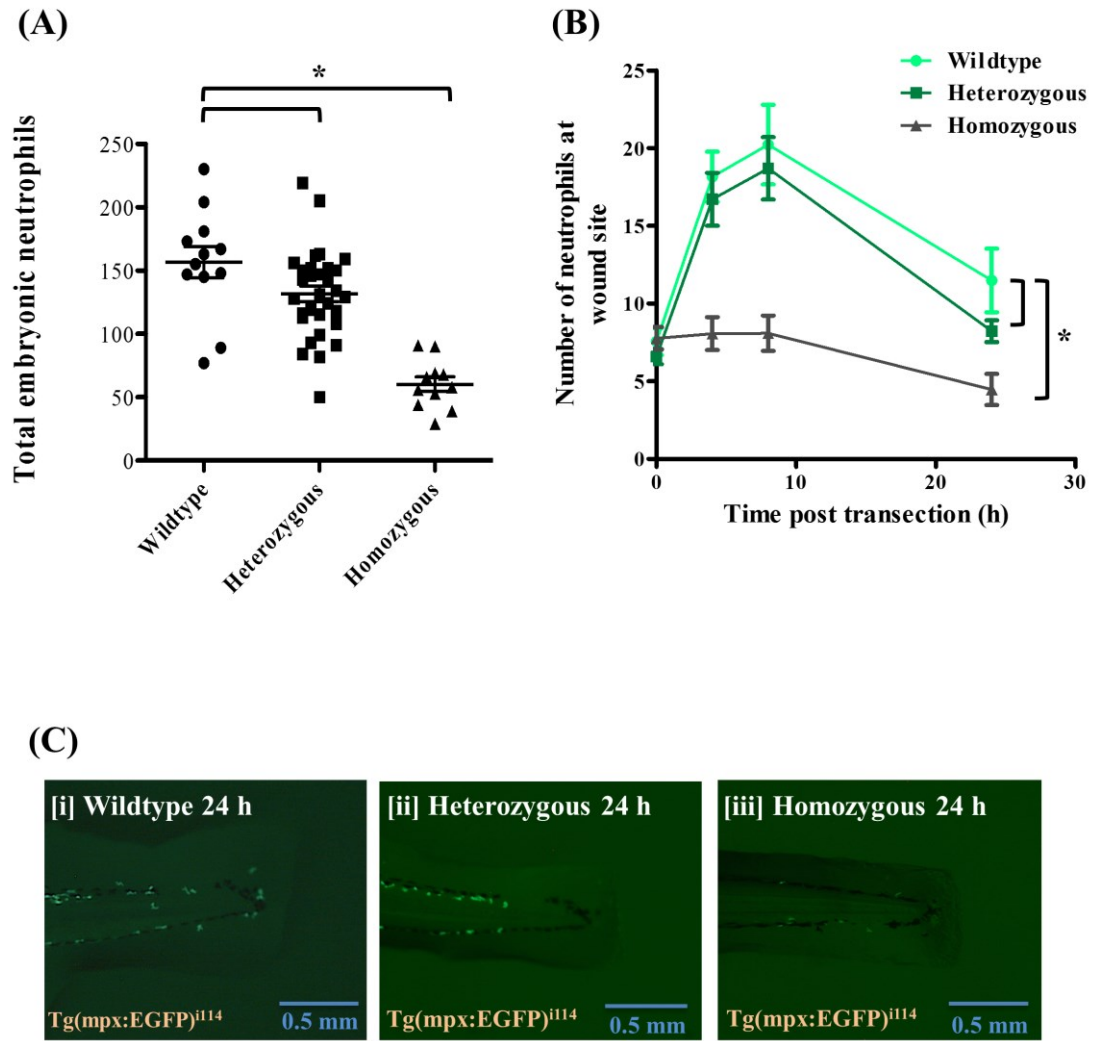 (A)
*
Total embryonic neutrophils
250
200
150
100
50
0
Wildtype
Heterozygous
Homozygous
(B)
Wildtype
Heterozygous
Homozygous
Number of neutrophils at
wound site
25
20
15
10
5
0
*
0 10 20 30
Time post transection (h)
(C)
[i] Wildtype 24 h
Tg(mpx:EGFP)i114
0.5 mm
[ii] Heterozygous 24 h
Tg(mpx:EGFP)i114
0.5 mm
[iii] Homozygous 24 h
Tg(mpx:EGFP)i114
0.5 mm